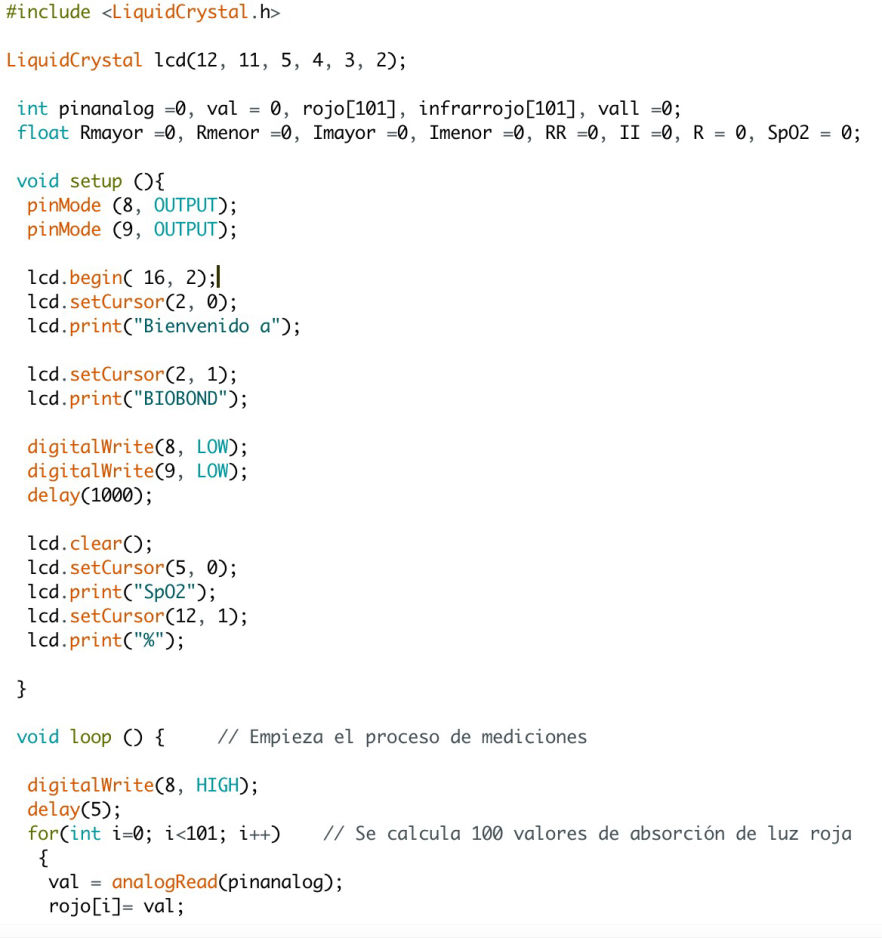 #include <LiquidCrystal.h>
LiquidCrystal lcd(12, 11, 5, 4, 3, 2);
int pinanalog =0, val = 0, rojo[101], infrarrojo[101], vall =0;
float Rmayor =0, Rmenor =0, Imayor =0, Imenor =0, RR =0, II =0, R = 0, SpO2 = 0;
void setup (){
pinMode (8, OUTPUT);
pinMode (9, OUTPUT);
lcd.begin( 16, 2);
lcd.setCursor(2, 0);
lcd.print("Bienvenido a");
lcd.setCursor(2, 1);
lcd.print("BIOBOND");
digitalWrite(8, LOW);
digitalWrite(9, LOW);
delay(1000);
lcd.clear();
lcd.setCursor(5, 0);
lcd.print("SpO2");
lcd.setCursor(12, 1);
lcd.print("%");
}
void loop () {     // Empieza el proceso de mediciones
digitalWrite(8, HIGH);
delay(5);
for(int i=0; i<101; i++)    // Se calcula 100 valores de absorción de luz roja
{
val = analogRead(pinanalog);
rojo[i]= val;